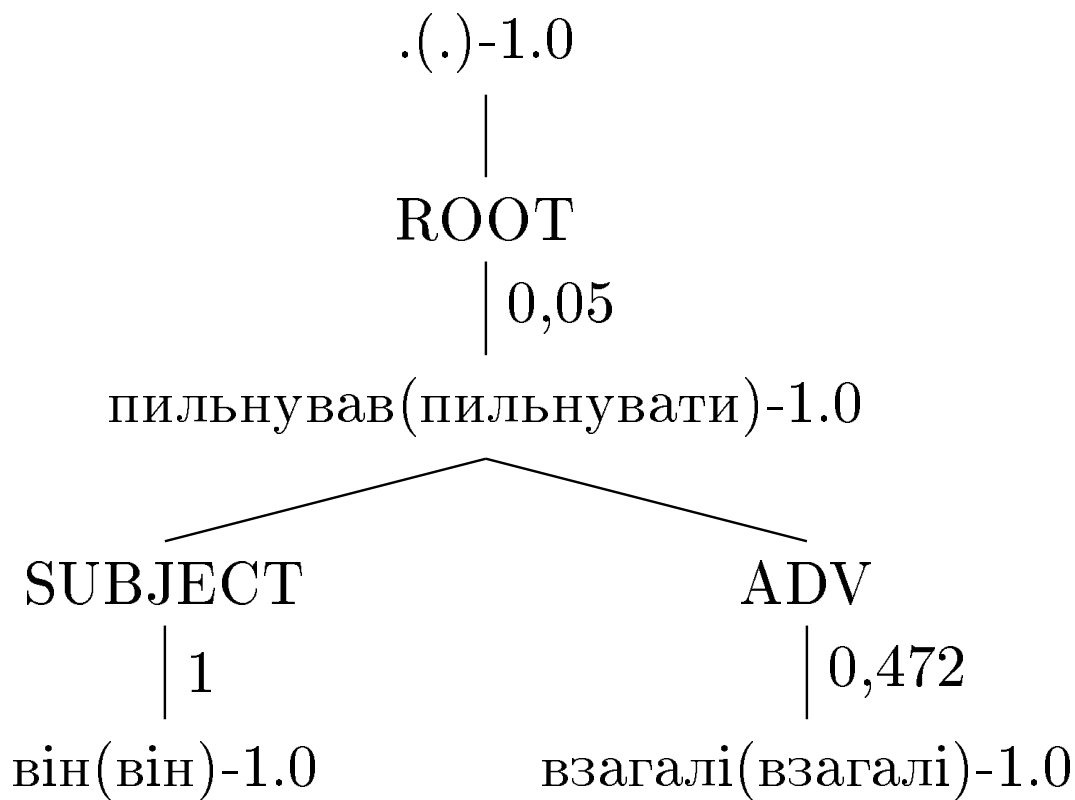 .(.)-1.0
ROOT
0,05
пильнував(пильнувати)-1.0
SUBJECT ADV
1 0,472
він(він)-1.0 взагалі(взагалі)-1.0